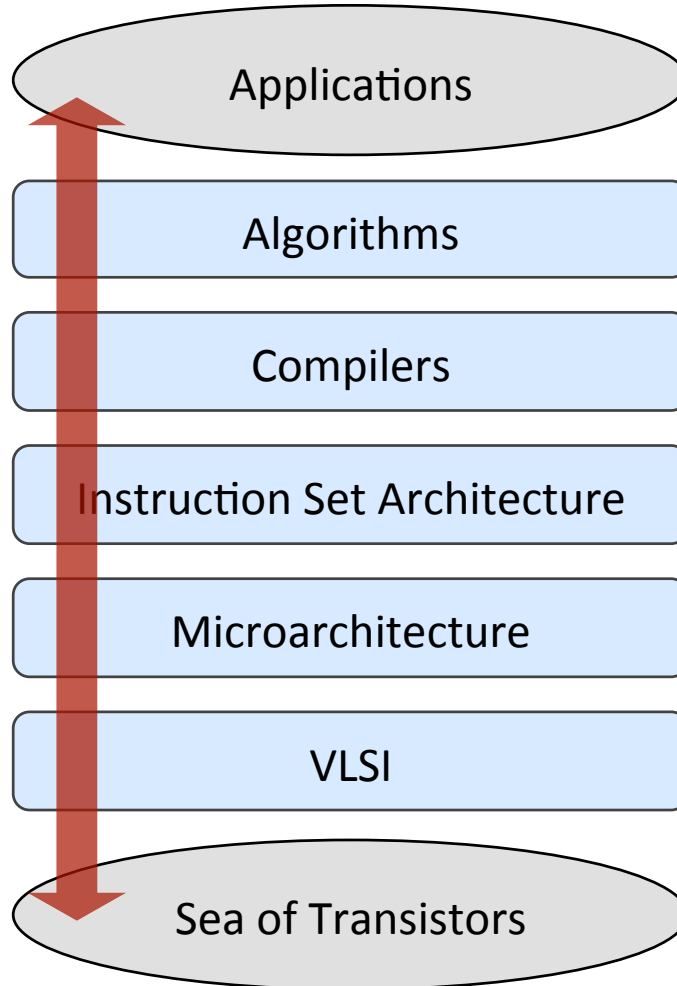 Applications
Algorithms
Compilers
Instruction Set Architecture
Microarchitecture
VLSI
Sea of Transistors